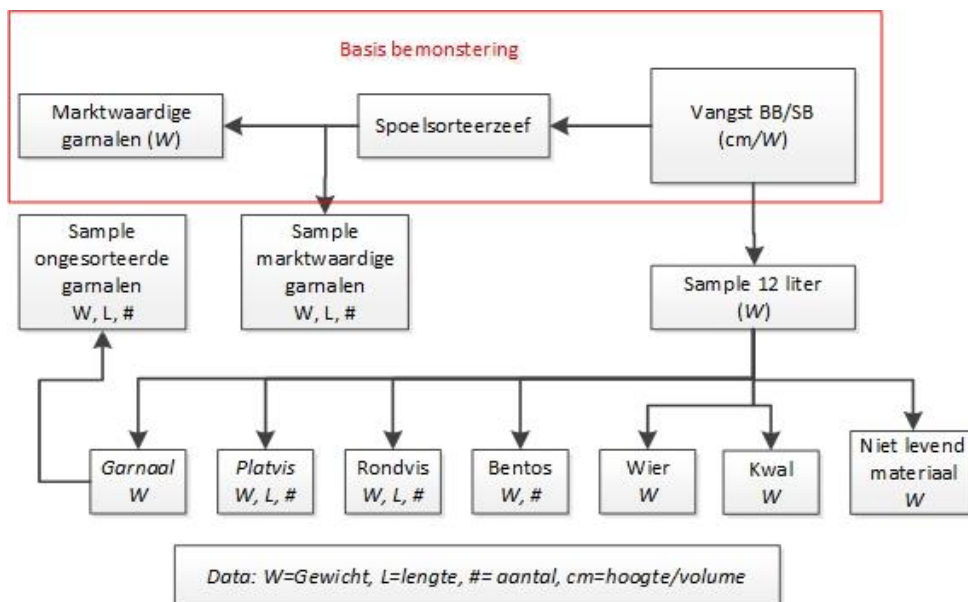 Basis bemonstering
Marktwaardige
garnalen (W)
Spoelsorteerzeef
Vangst BB/SB
(cm/W)
Sample
ongesorteerde
garnalen
W, L, #
Sample
marktwaardige
garnalen
W, L, #
Sample 12 liter
(W)
Garnaal
W
Platvis
W, L, #
Rondvis
W, L, #
Bentos
W, #
Wier
W
Kwal
W
Niet levend
materiaal
W
Data: W=Gewicht, L=lengte, #= aantal, cm=hoogte/volume